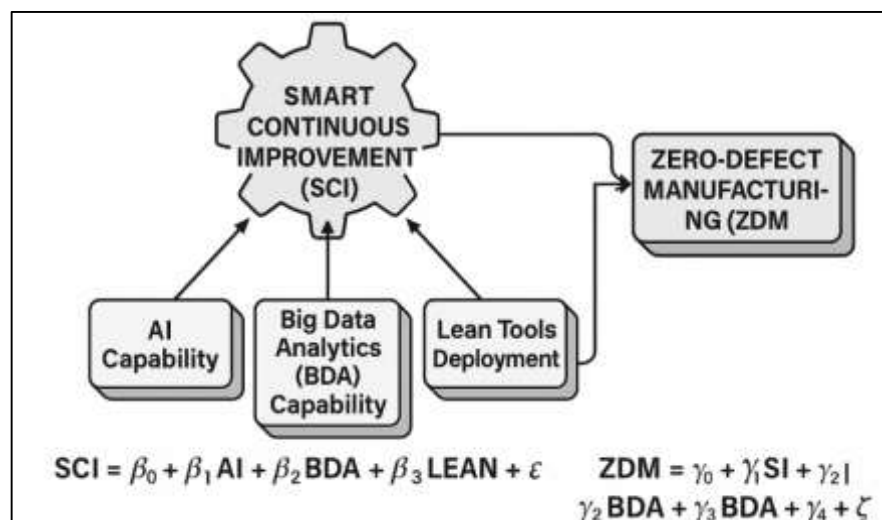 SMART
CONTINUOUS
IMPROVEMENT
(SCI)
ZERO-DEFECT
MANUFACTURI-
NG (ZDM
AI
Capability
Big Data
Analytics
(BDA)
Capability
Lean Tools
Deployment
SCI = β₀ + β₁ AI + β₂ BDA + β₃ LEAN + ε
ZDM = γ₀ + γ₁ SI + γ₂ |
γ₂ BDA + γ₃ BDA + γ₄ + ζ